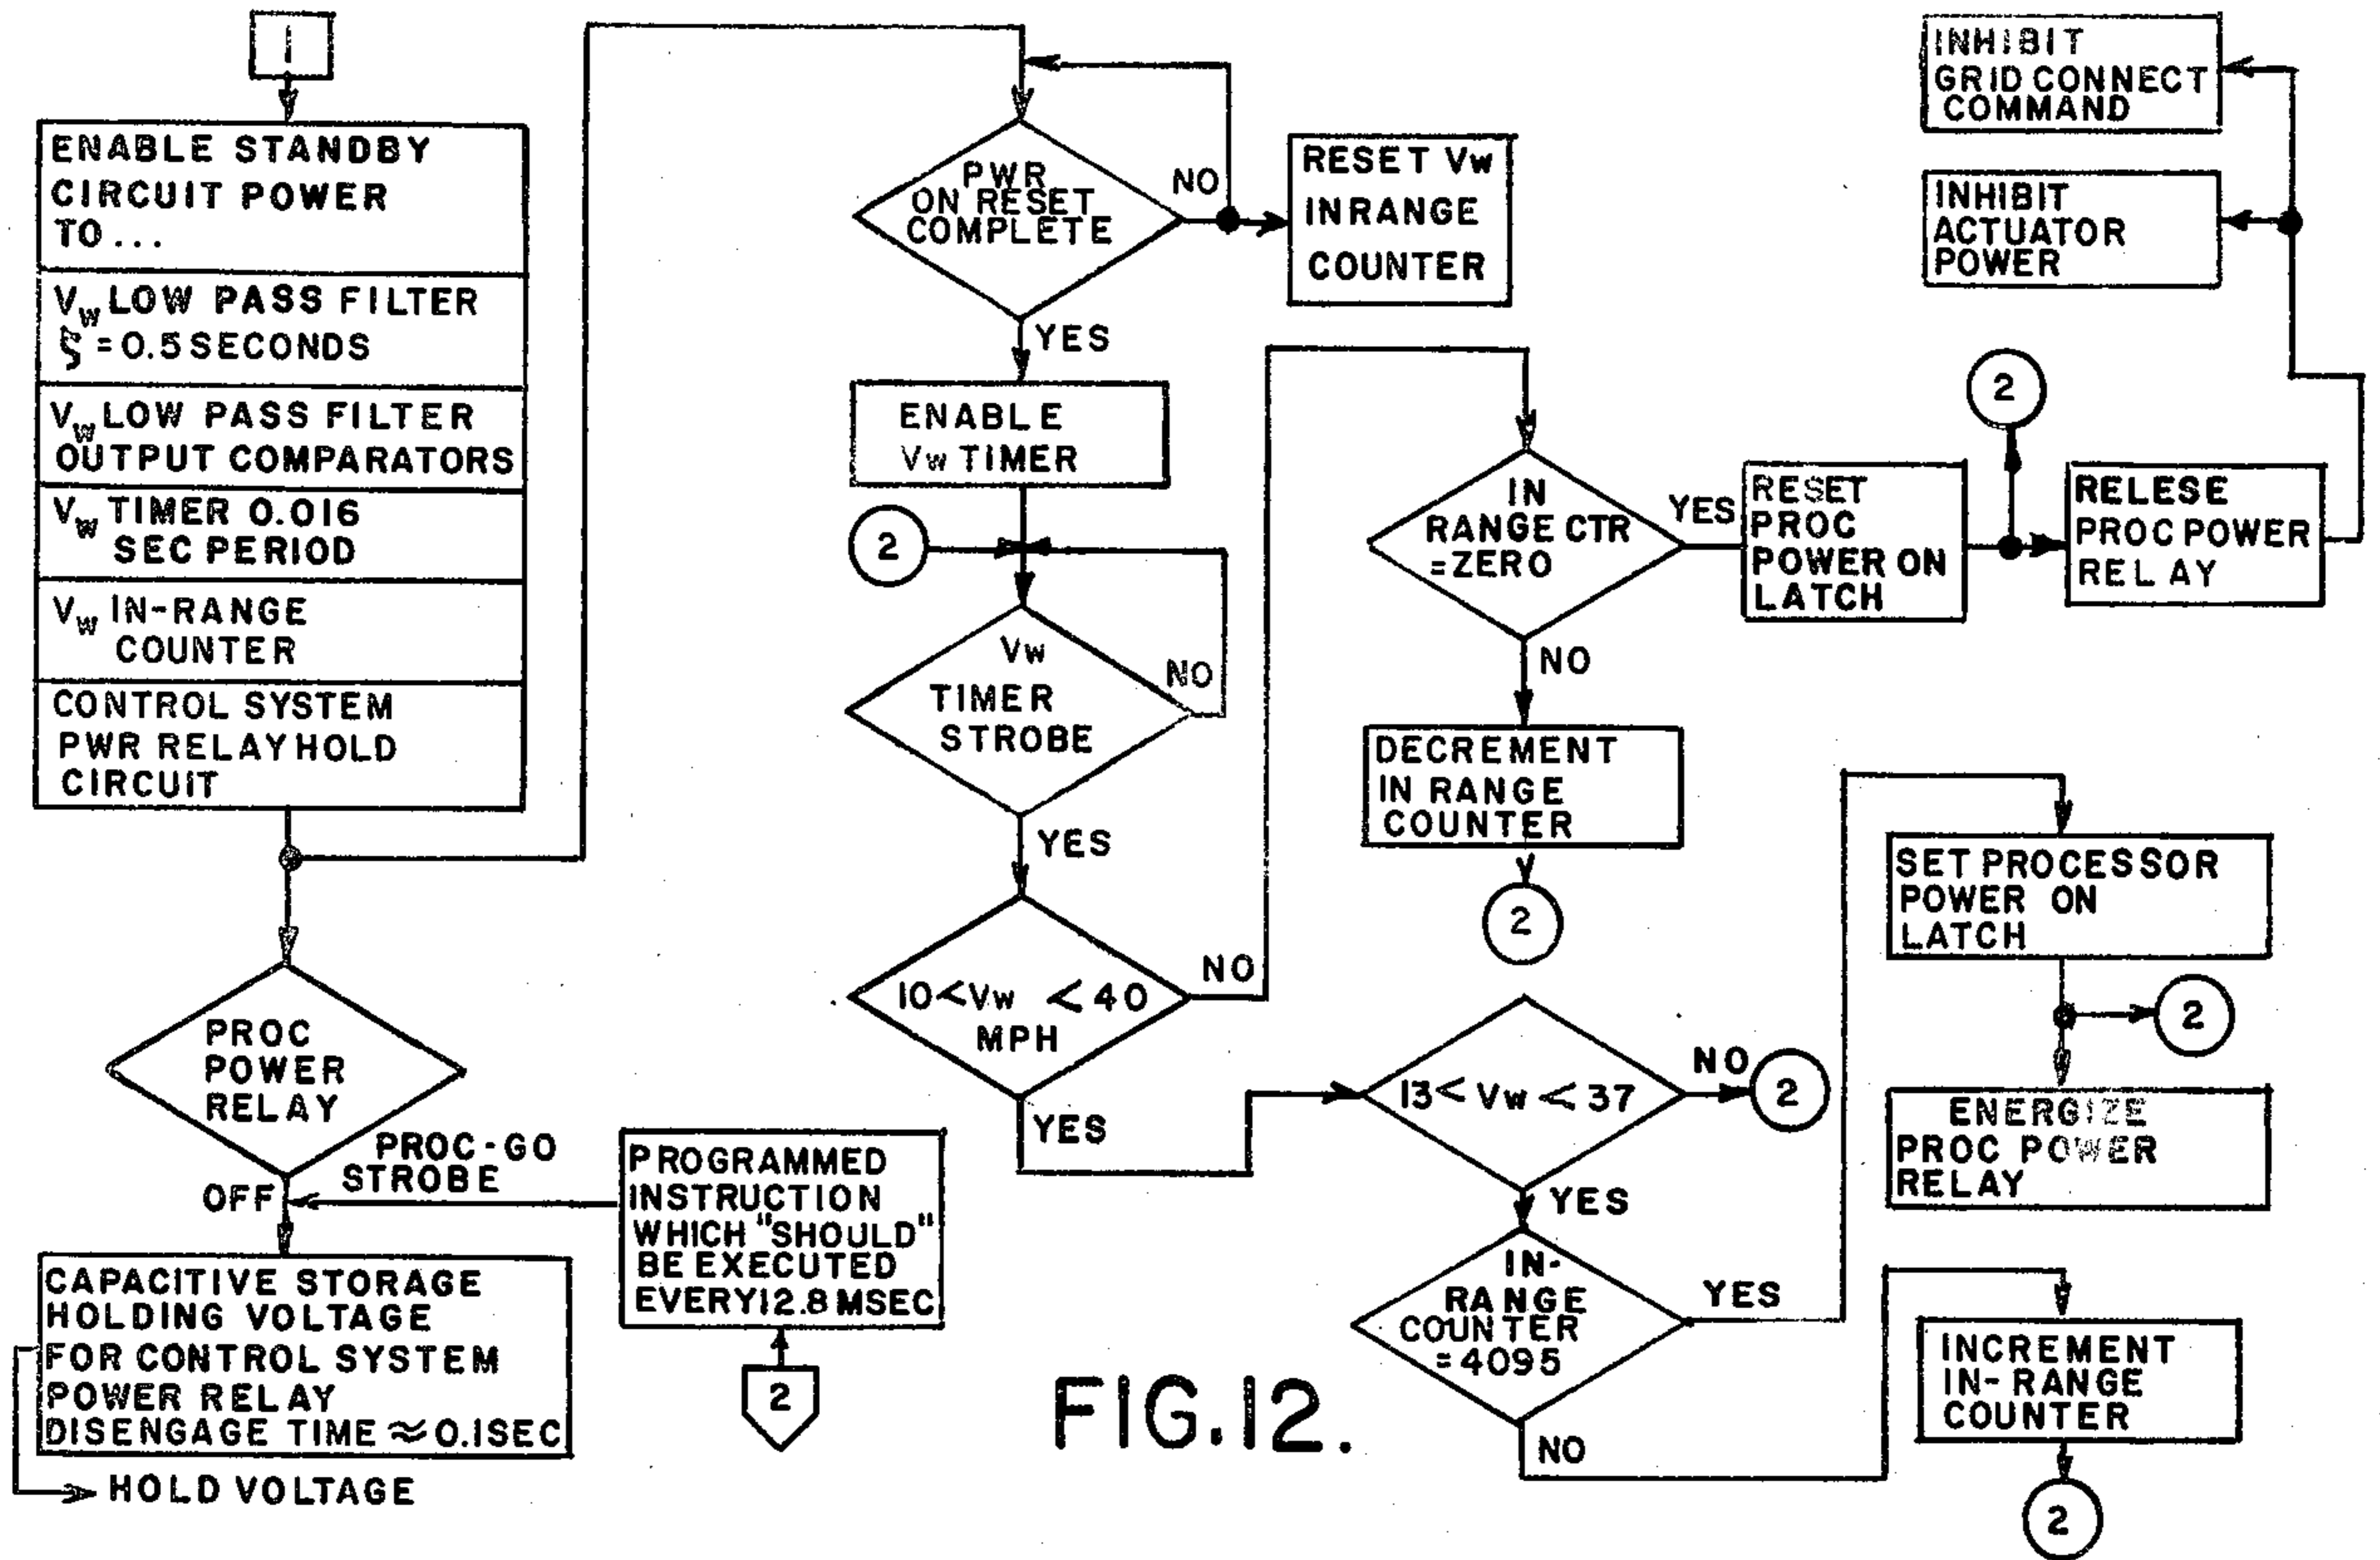 1
ENABLE STANDBY
CIRCUIT POWER
TO...
Vw LOW PASS FILTER
ζ = 0.5 SECONDS
Vw LOW PASS FILTER
OUTPUT COMPARATORS
Vw TIMER 0.016
SEC PERIOD
Vw IN-RANGE
COUNTER
CONTROL SYSTEM
PWR RELAY HOLD
CIRCUIT
PROC
POWER
RELAY
OFF
PROC-GO
STROBE
CAPACITIVE STORAGE
HOLDING VOLTAGE
FOR CONTROL SYSTEM
POWER RELAY
DISENGAGE TIME ≈ 0.1SEC
HOLD VOLTAGE
PROGRAMMED
INSTRUCTION
WHICH "SHOULD"
BE EXECUTED
EVERY 12.8 MSEC
2
PWR
ON RESET
COMPLETE
NO
YES
RESET Vw
INRANGE
COUNTER
ENABLE
Vw TIMER
2
Vw
TIMER
STROBE
NO
YES
10<Vw <40
MPH
NO
YES
IN
RANGE CTR
=ZERO
YES
NO
RESET
PROC
POWER ON
LATCH
2
RELESE
PROC POWER
RELAY
INHIBIT
GRID CONNECT
COMMAND
INHIBIT
ACTUATOR
POWER
DECREMENT
IN RANGE
COUNTER
2
13< Vw < 37
NO
2
YES
IN-
RANGE
COUNTER
=4095
YES
NO
SET PROCESSOR
POWER ON
LATCH
2
ENERGIZE
PROC POWER
RELAY
INCREMENT
IN-RANGE
COUNTER
2
FIG.12.